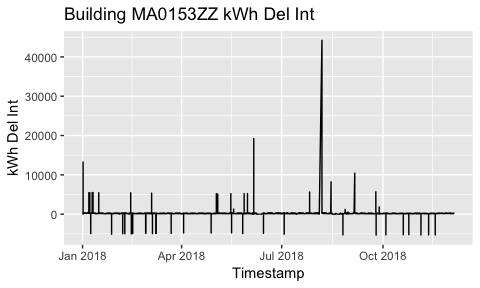 Building MA0153ZZ kWh Del Int
kWh Del Int
40000
30000
20000
10000
0
Jan 2018 Apr 2018 Jul 2018 Oct 2018
Timestamp